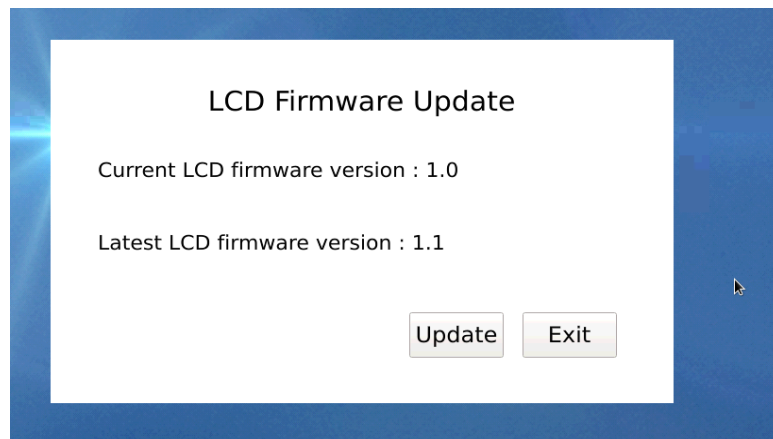 LCD Firmware Update
Current LCD firmware version : 1.0
Latest LCD firmware version : 1.1
Update Exit